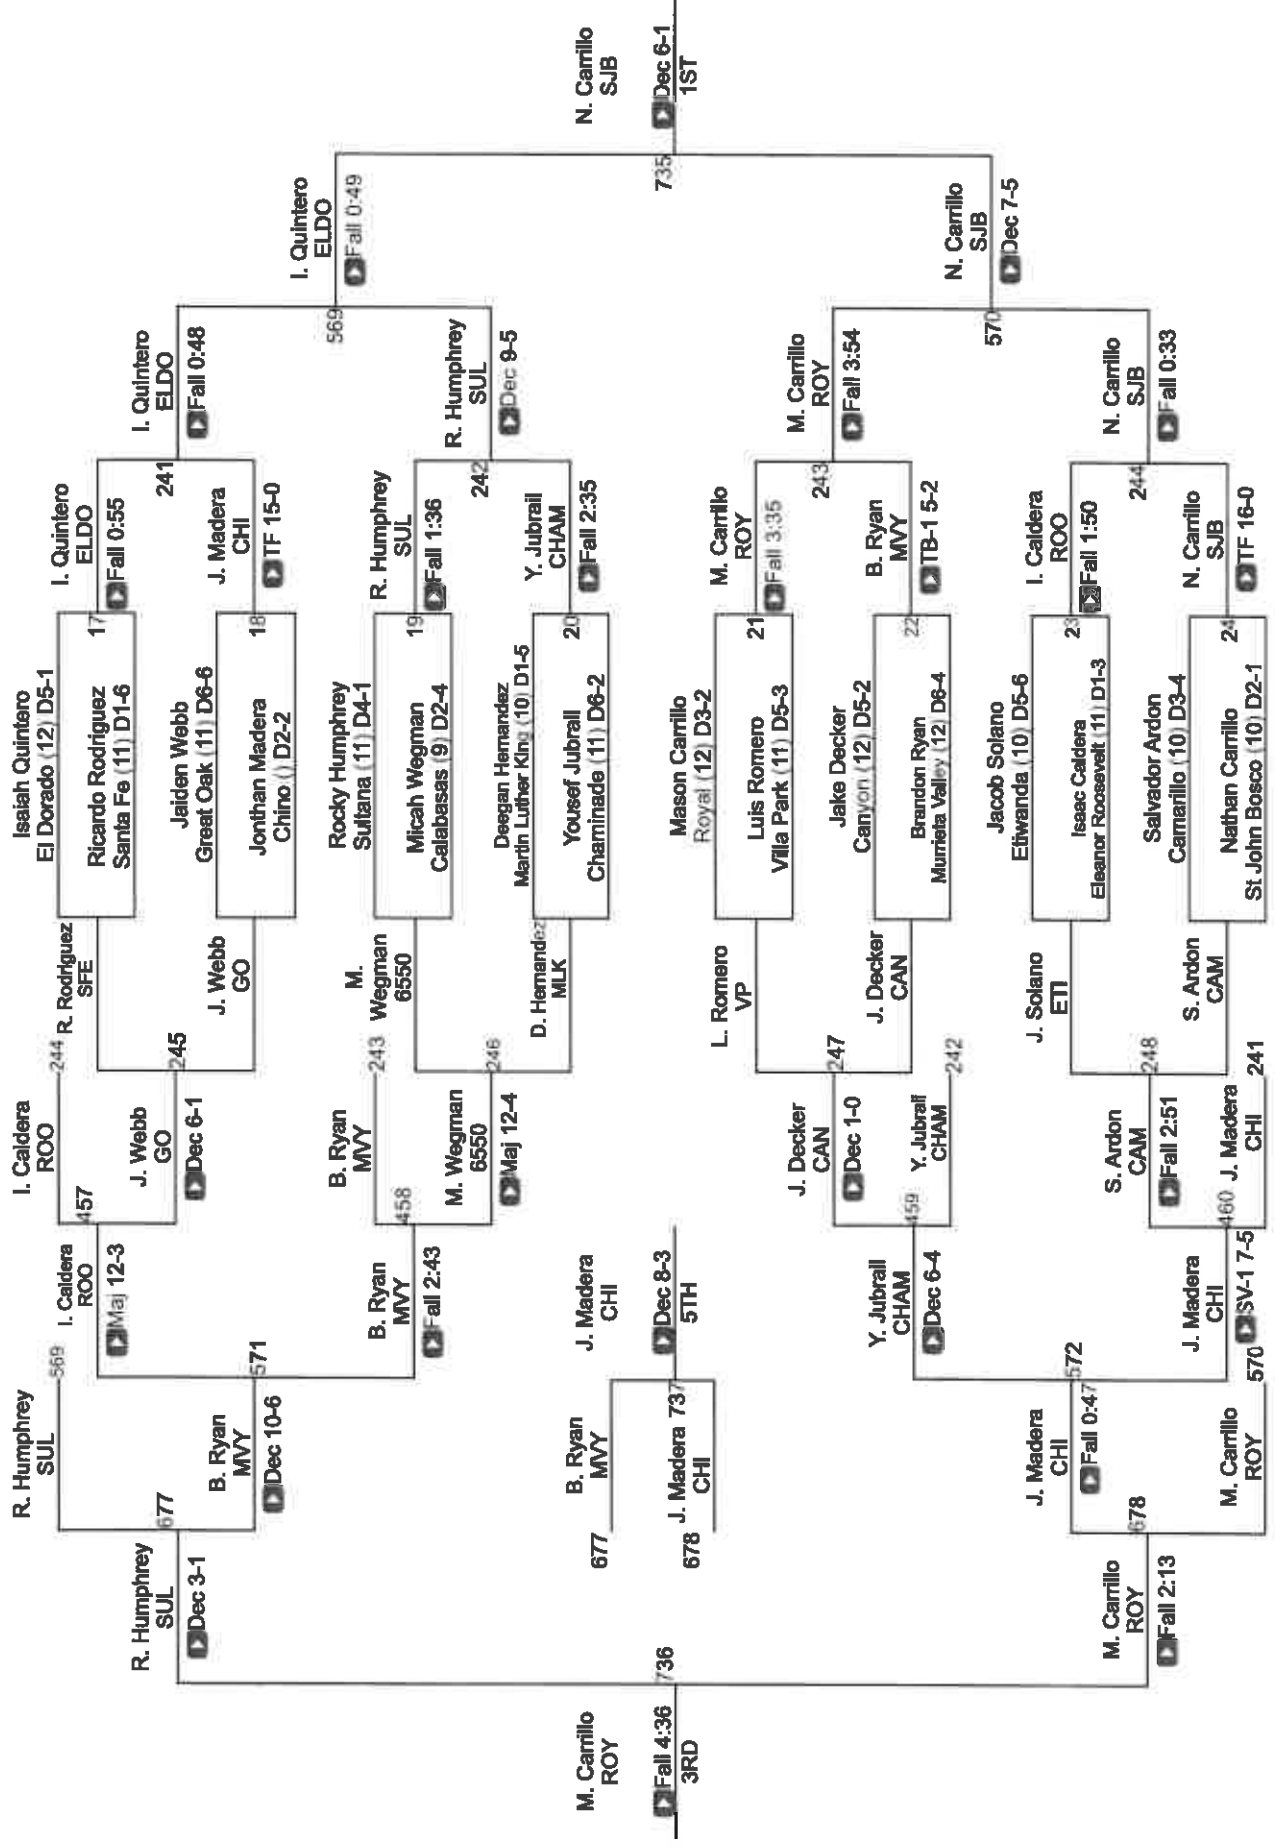 Isaiah Quintero
El Dorado (12) D5-1
17
Ricardo Rodriguez
Santa Fe (11) D1-6
Jaiden Webb
Great Oak (11) D6-6
18
Jonthan Madera
Chino () D2-2
Rocky Humphrey
Sultana (11) D4-1
19
Micah Wegman
Calabasas (9) D2-4
Deegan Hernandez
Martin Luther King (10) D1-5
20
Yousef Jubrail
Chaminade (11) D6-2
Mason Carrillo
Royal (12) D3-2
21
Luis Romero
Villa Park (11) D5-3
Jake Decker
Canyon (12) D5-2
22
Brandon Ryan
Murrieta Valley (12) D6-4
Jacob Solano
Etiwanda (10) D5-6
23
Isaac Caldera
Eleanor Roosevelt (11) D1-3
Salvador Ardon
Camarillo (10) D3-4
24
Nathan Carrillo
St John Bosco (10) D2-1
I. Quintero
ELDO
Fall 0:55
241
J. Madera
CHI
TF 15-0
R. Humphrey
SUL
Fall 1:36
242
Y. Jubrail
CHAM
Fall 2:35
M. Carrillo
ROY
Fall 3:35
243
B. Ryan
MVY
TB-1 5-2
I. Caldera
ROO
Fall 1:50
244
N. Carrillo
SJB
TF 16-0
I. Quintero
ELDO
Fall 0:48
569
R. Humphrey
SUL
Dec 9-5
M. Carrillo
ROY
Fall 3:54
570
N. Carrillo
SJB
Fall 0:33
I. Quintero
ELDO
Fall 0:49
735
N. Carrillo
SJB
Dec 7-5
N. Carrillo
SJB
Dec 6-1
1ST
R. Rodriguez
SFE
245
J. Webb
GO
M.
Wegman
6550
246
D. Hernandez
MLK
L. Romero
VP
247
J. Decker
CAN
J. Solano
ETI
248
S. Ardon
CAM
I. Caldera
ROO
244
457
J. Webb
GO
Dec 6-1
B. Ryan
MVY
243
458
M. Wegman
6550
Maj 12-4
J. Decker
CAN
Dec 1-0
459
Y. Jubrail
CHAM
242
S. Ardon
CAM
Fall 2:51
460
J. Madera
CHI
241
I. Caldera
ROO
Maj 12-3
571
B. Ryan
MVY
Fall 2:43
Y. Jubrail
CHAM
Dec 6-4
572
J. Madera
CHI
SV-1 7-5
R. Humphrey
SUL
569
677
B. Ryan
MVY
Dec 10-6
J. Madera
CHI
Fall 0:47
678
M. Carrillo
ROY
570
R. Humphrey
SUL
Dec 3-1
736
M. Carrillo
ROY
Fall 2:13
M. Carrillo
ROY
Fall 4:36
3RD
677
B. Ryan
MVY
737
678
J. Madera
CHI
J. Madera
CHI
Dec 8-3
5TH